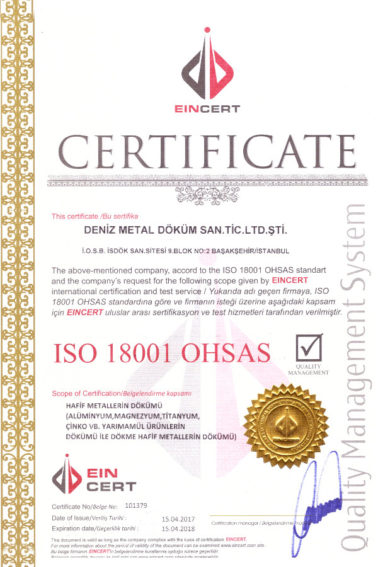 EINCERT
CERTIFICATE
This certificate /Bu sertifika
DENİZ METAL DÖKÜM SAN.TİC.LTD.ŞTİ.
İ.O.S.B. İSDÖK SAN.SİTESİ 9.BLOK NO:2 BAŞAKŞEHİR/İSTANBUL
The above-mentioned company, accord to the ISO 18001 OHSAS standart
and the company's request for the following scope given by EINCERT
international certification and test service / Yukarıda adı geçen firmaya, ISO
18001 OHSAS standardına göre ve firmanın isteği üzerine aşağıdaki kapsam
için EINCERT uluslar arası sertifikasyon ve test hizmetleri tarafından verilmiştir.
ISO 18001 OHSAS
QUALITY
MANAGEMENT
Scope of Certification/Belgelendirme kapsamı
HAFİF METALLERİN DÖKÜMÜ
(ALÜMİNYUM,MAGNEZYUM,TİTANYUM,
ÇİNKO VB. YARIMAMÜL ÜRÜNLERİN
DÖKÜMÜ İLE DÖKME HAFİF METALLERİN DÖKÜMÜ)
EIN
CERT
Certificate No/Belge No: 101379
Date of Issue/Veriliş Tarihi: 15.04.2017
Expiration date/Geçerlilik tarihi: 15.04.2018
Certification manager /Belgelendirme
This document is valid as long as the company complies with the rules of certification EINCERT.
For more information about the period of validity of the document can be examined www.eincert.com site.
Bu belge firmanın EINCERT'in belgelendirme kurallarına uyduğu sürece geçerlidir.
Quality Management System